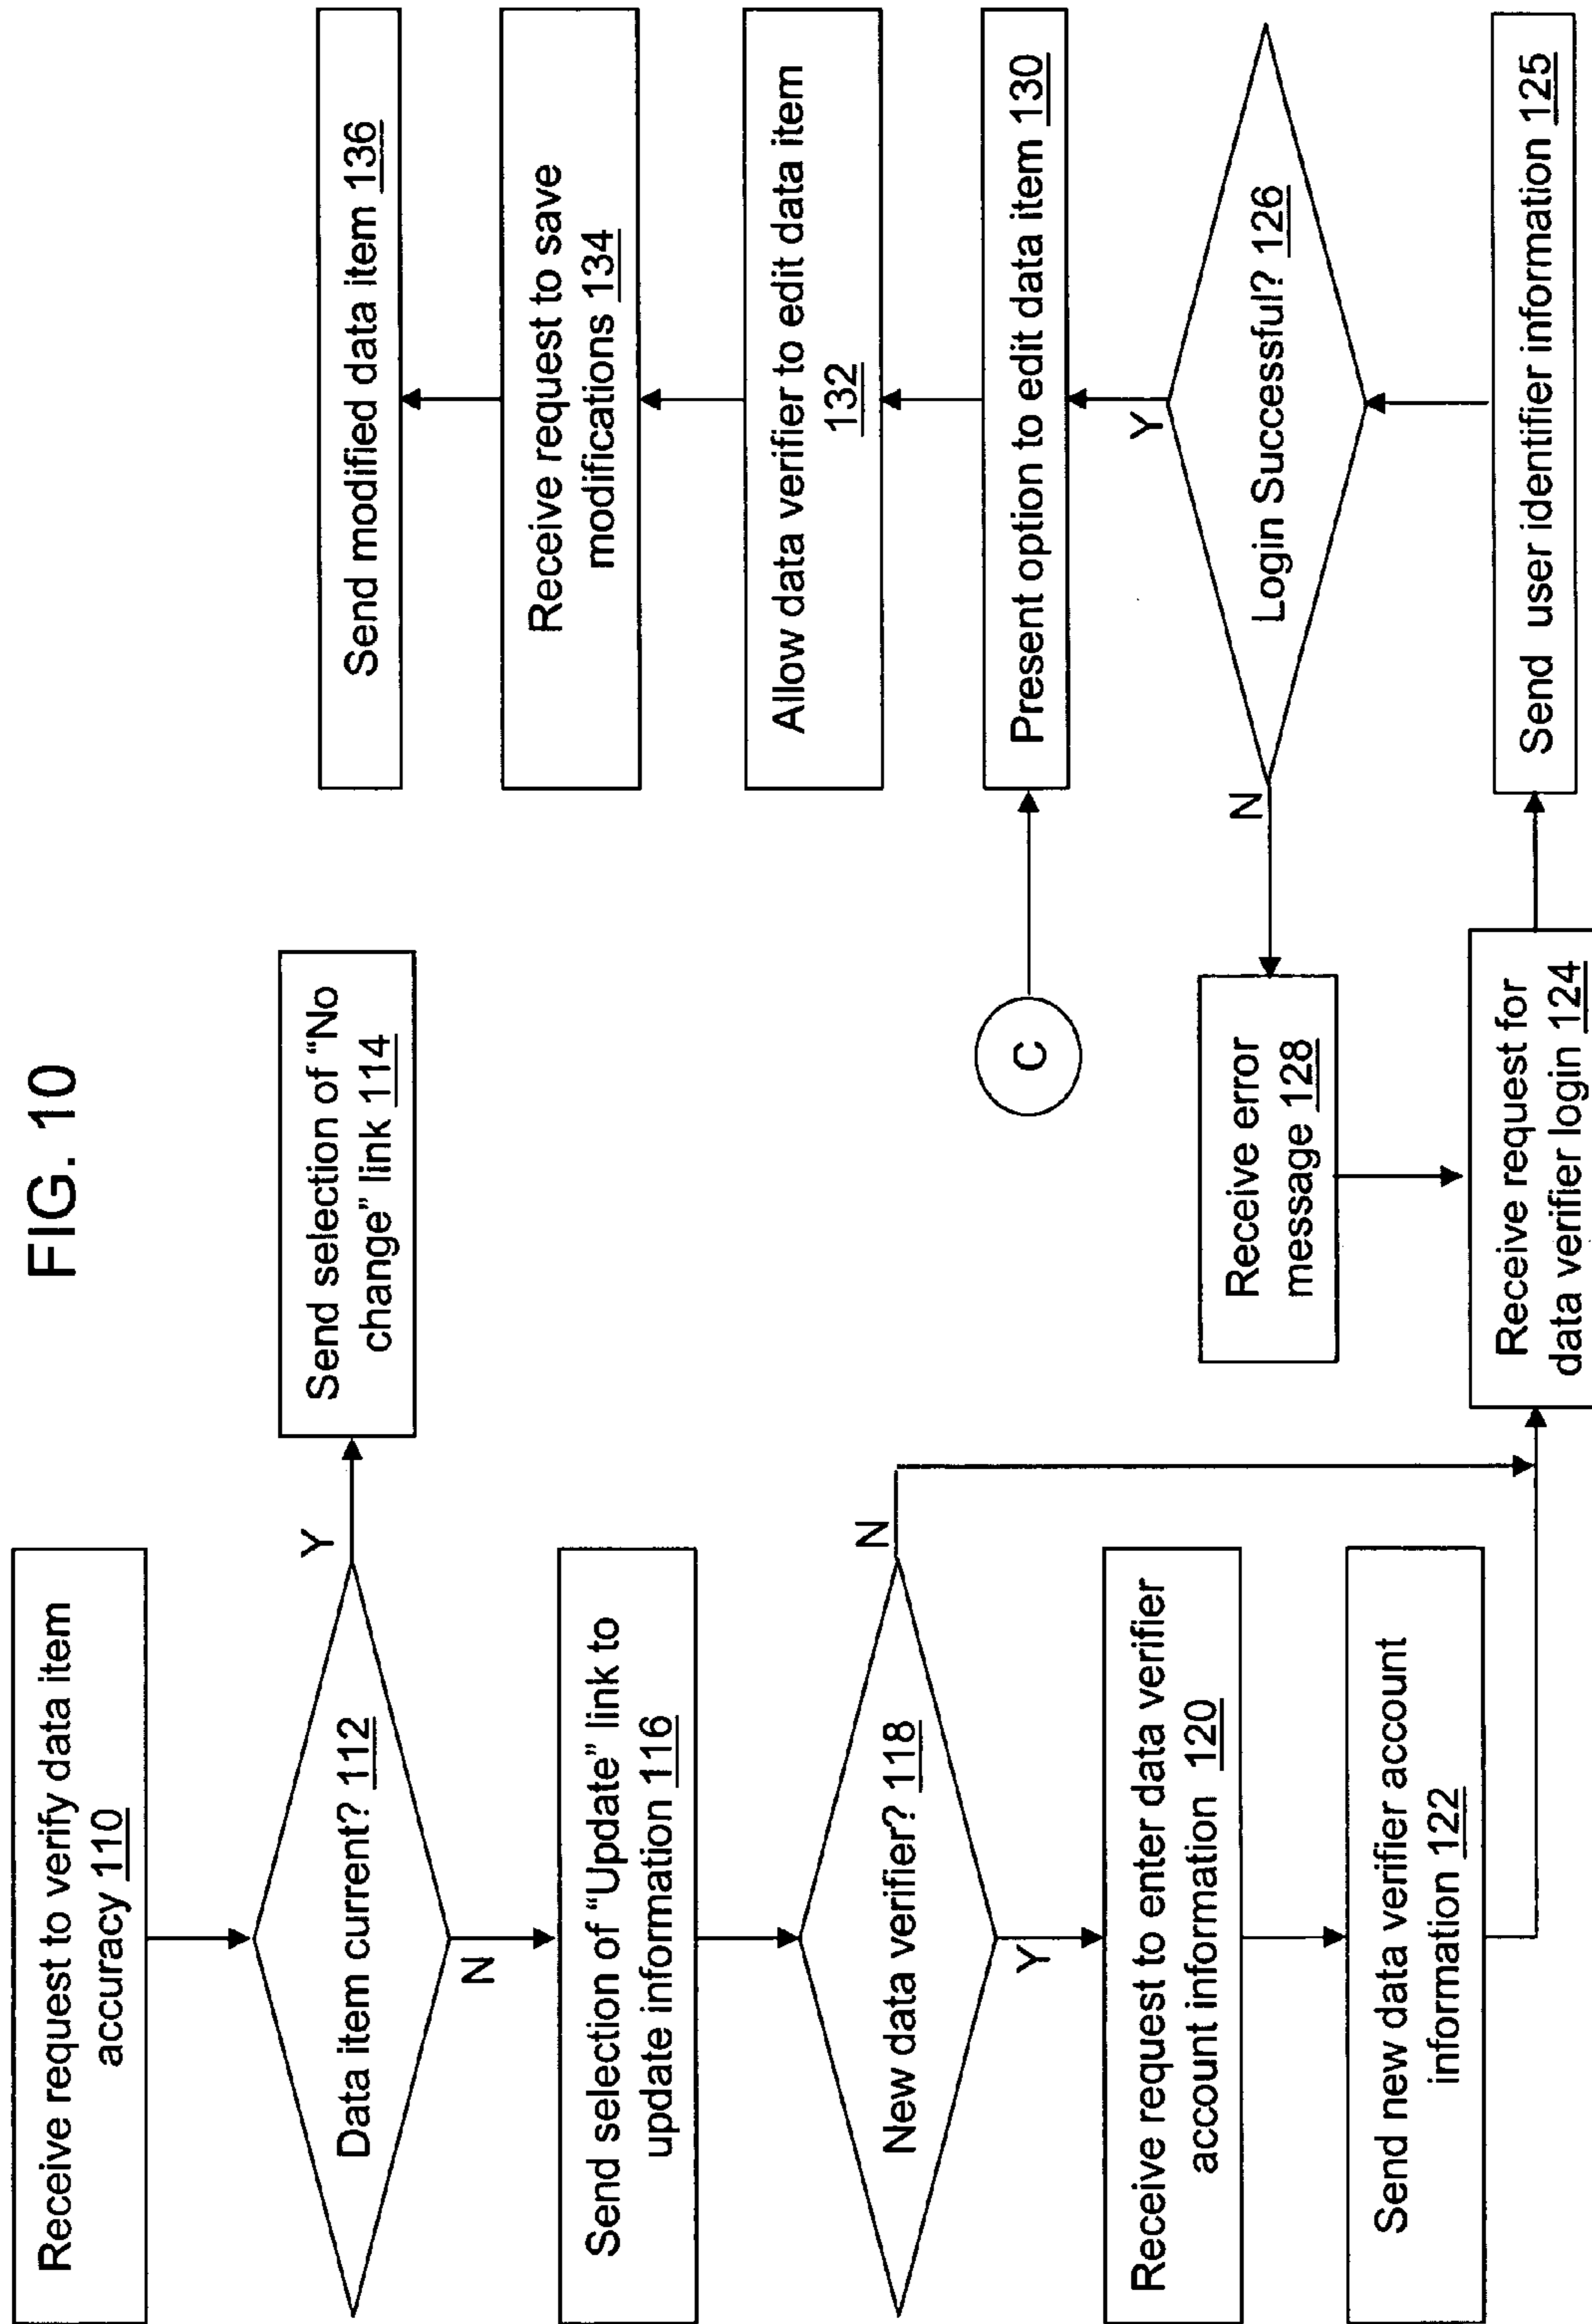 FIG. 10
Receive request to verify data item
accuracy 110
Data item current? 112
Y
N
Send selection of “No
change” link 114
Send selection of “Update” link to
update information 116
New data verifier? 118
N
Y
Receive request to enter data verifier
account information 120
Send new data verifier account
information 122
Receive request for
data verifier login 124
Send user identifier information 125
Login Successful? 126
N
Y
Receive error
message 128
C
Present option to edit data item 130
Allow data verifier to edit data item
132
Receive request to save
modifications 134
Send modified data item 136